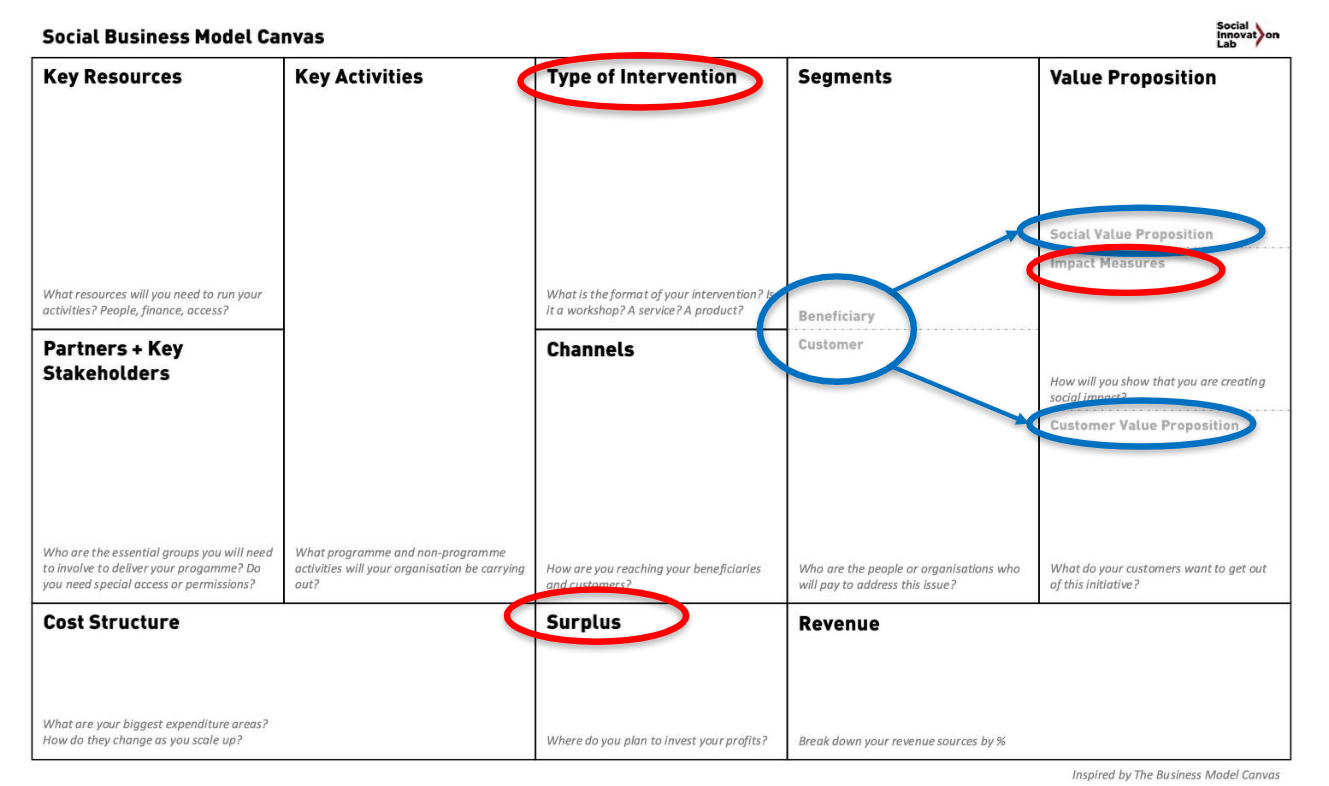 Social Business Model Canvas
Social
Innovat on
Lab
Key Resources
What resources will you need to run your
activities? People, finance, access?
Key Activities
What programme and non-programme
activities will your organisation be carrying
out?
Type of Intervention
What is the format of your intervention? Is
it a workshop? A service? A product?
Segments
Beneficiary
Customer
Who are the people or organisations who
will pay to address this issue?
Value Proposition
Social Value Proposition
Impact Measures
How will you show that you are creating
social impact?
Customer Value Proposition
What do your customers want to get out
of this initiative?
Partners + Key
Stakeholders
Who are the essential groups you will need
to involve to deliver your progamme? Do
you need special access or permissions?
Channels
How are you reaching your beneficiaries
and customers?
Cost Structure
What are your biggest expenditure areas?
How do they change as you scale up?
Surplus
Where do you plan to invest your profits?
Revenue
Break down your revenue sources by %
Inspired by The Business Model Canvas